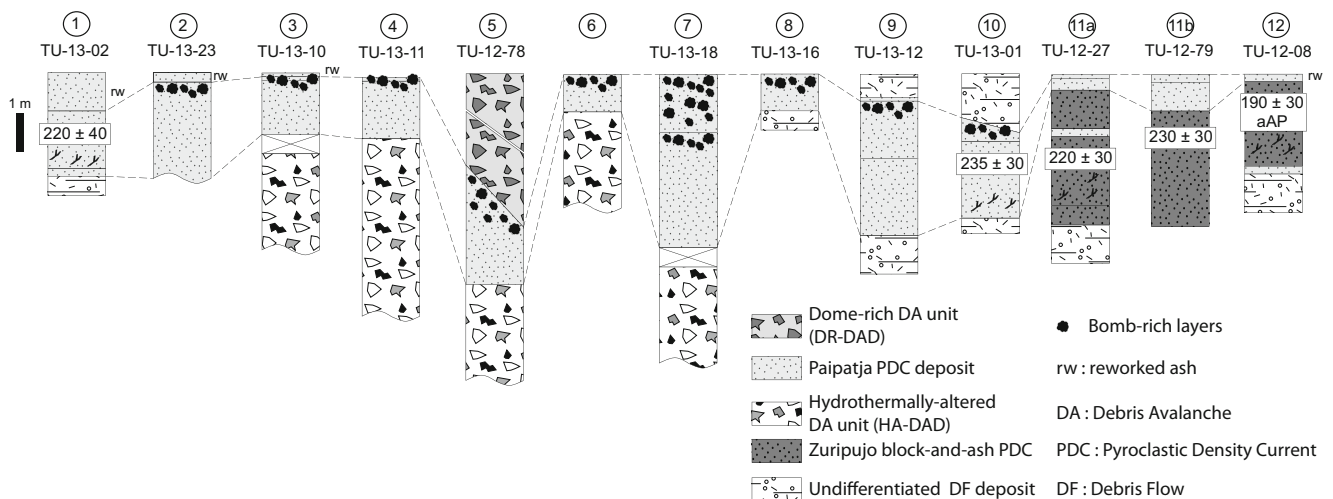 1 2 3 4 5 6 7 8 9 10 11a 11b 12
TU-13-02 TU-13-23 TU-13-10 TU-13-11 TU-12-78 TU-13-18 TU-13-16 TU-13-12 TU-13-01 TU-12-27 TU-12-79 TU-12-08
1 m
rw
rw
rw
220 ± 40
235 ± 30
220 ± 30
230 ± 30
190 ± 30
aAP
rw
Dome-rich DA unit
(DR-DAD)
Paipatja PDC deposit
Hydrothermally-altered
DA unit (HA-DAD)
Zuripujo block-and-ash PDC
Undifferentiated DF deposit
Bomb-rich layers
rw : reworked ash
DA : Debris Avalanche
PDC : Pyroclastic Density Current
DF : Debris Flow